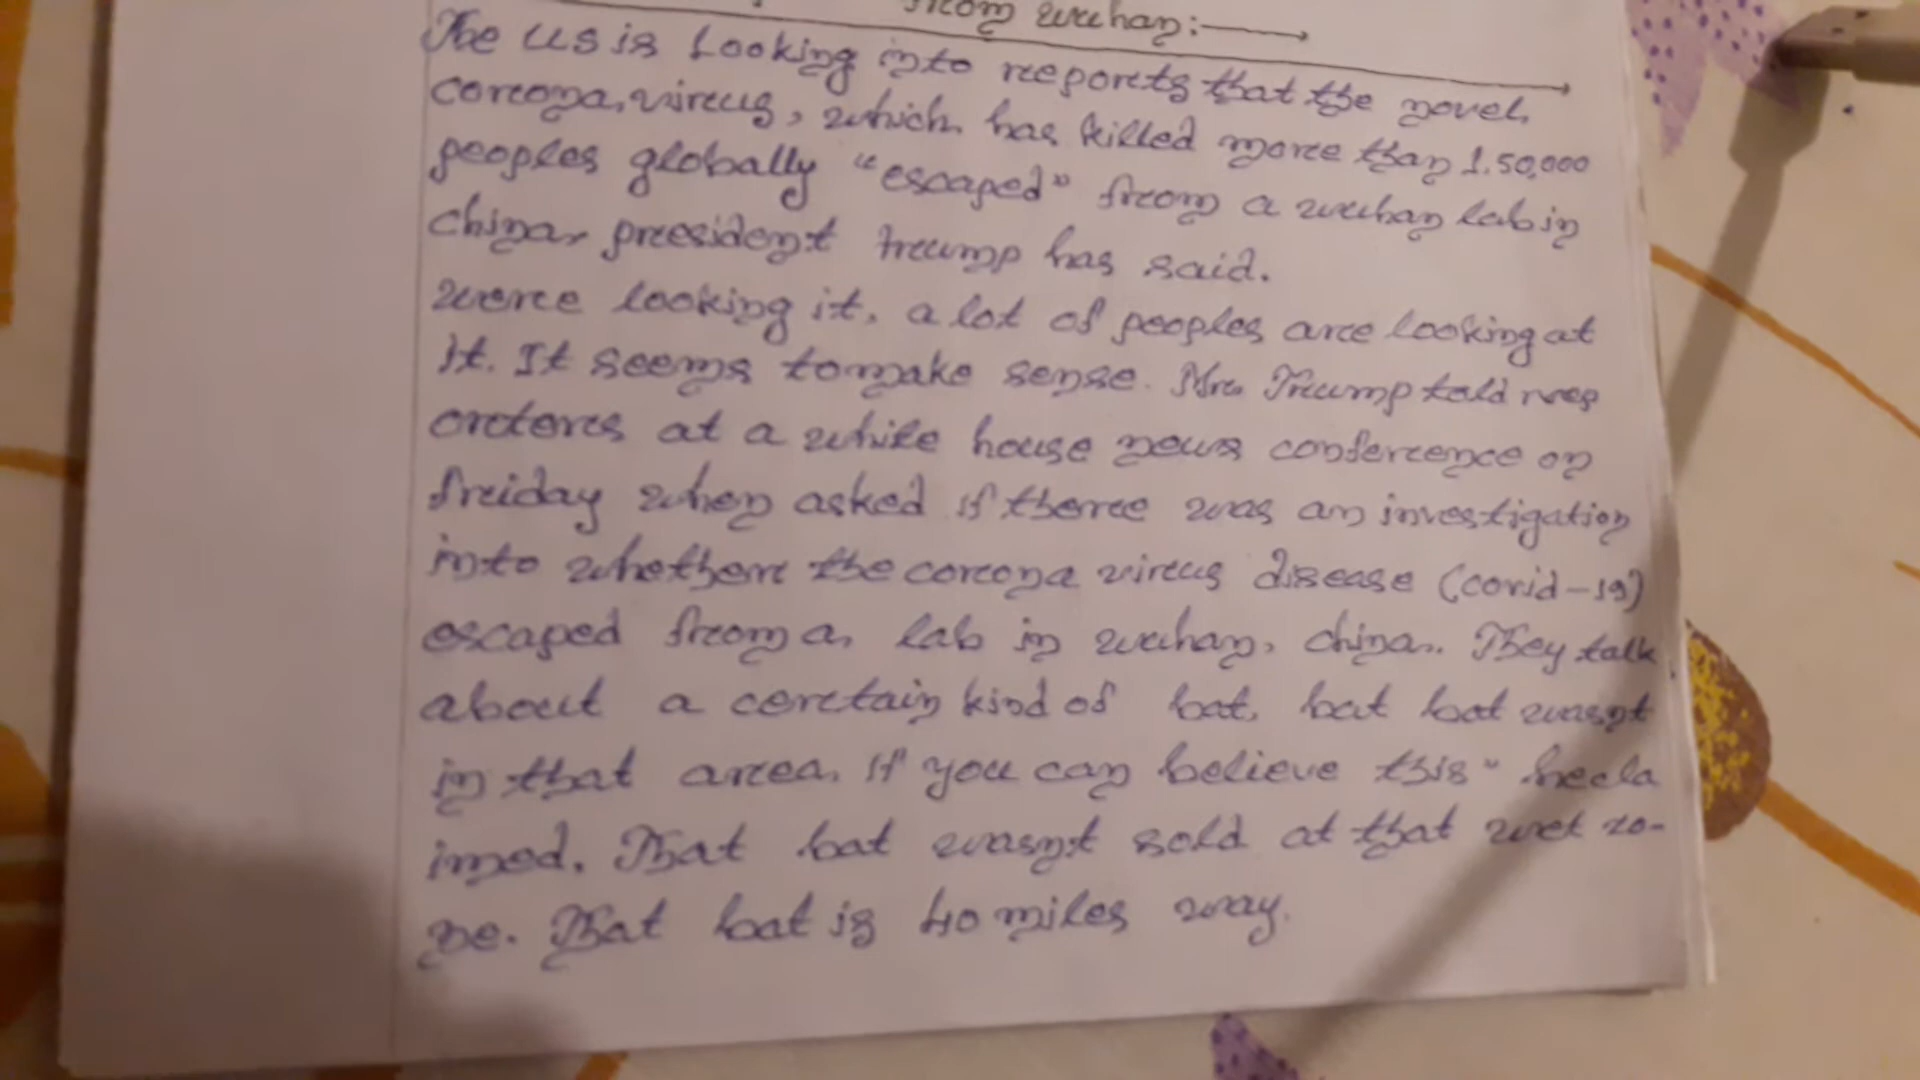 from wuhan:
The us is Looking into reports that the novel
corona, virus, which has killed more than 1.50,000
peoples globally "escaped" from a wuhan lab in
china, president trump has said.
were looking it, a lot of peoples are looking at
it. It seems tomake sense. Mr. Trump told rep
orters at a white house news conference on
friday when asked if there was an investigation
into whether the corona virus disease (covid-19)
escaped from a lab in wuhan, china. They talk
about a certain kind of bat, but bat wasnt
in that area. If you can believe this" hecla
imed. That bat wasnt sold at that wet zo-
ne. That bat is 40 miles way.